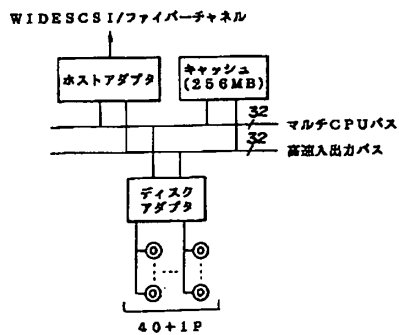 WIDESCSI/ファイバーチャネル
ホストアダプタ
キャッシュ
(256MB)
32
マルチCPUバス
32
高速入出力バス
ディスク
アダプタ
40+1P